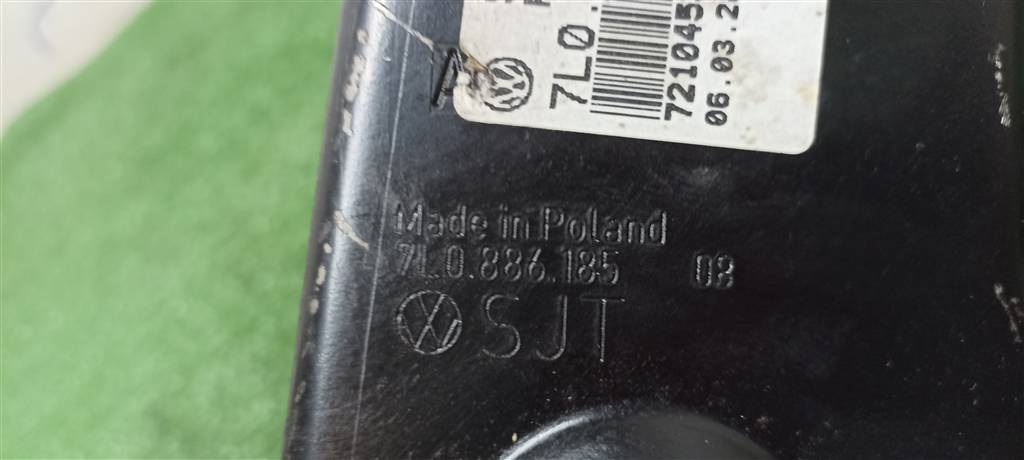 A
7L0.
721045
06.03.2
Made in Poland
7L0.886.185 08
SJT